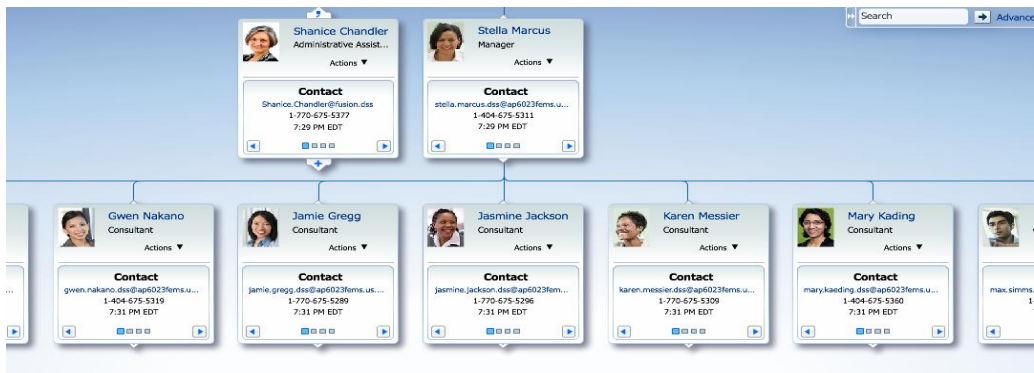 Search
Advance
Shanice Chandler
Administrative Assist...
Actions ▼
Contact
Shanice.Chandler@fusion.dss
1-770-675-5377
7:29 PM EDT
Stella Marcus
Manager
Actions ▼
Contact
stella.marcus.dss@ap6023fems.u...
1-404-675-5311
7:29 PM EDT
...
Gwen Nakano
Consultant
Actions ▼
Contact
gwen.nakano.dss@ap6023fems.u...
1-404-675-5319
7:31 PM EDT
Jamie Gregg
Consultant
Actions ▼
Contact
jamie.gregg.dss@ap6023fems.us....
1-770-675-5289
7:31 PM EDT
Jasmine Jackson
Consultant
Actions ▼
Contact
jasmine.jackson.dss@ap6023fem...
1-770-675-5296
7:31 PM EDT
Karen Messier
Consultant
Actions ▼
Contact
karen.messier.dss@ap6023fems.u...
1-770-675-5309
7:31 PM EDT
Mary Kading
Consultant
Actions ▼
Contact
mary.kaeding.dss@ap6023fems.u...
1-404-675-5360
7:31 PM EDT
max.simms.